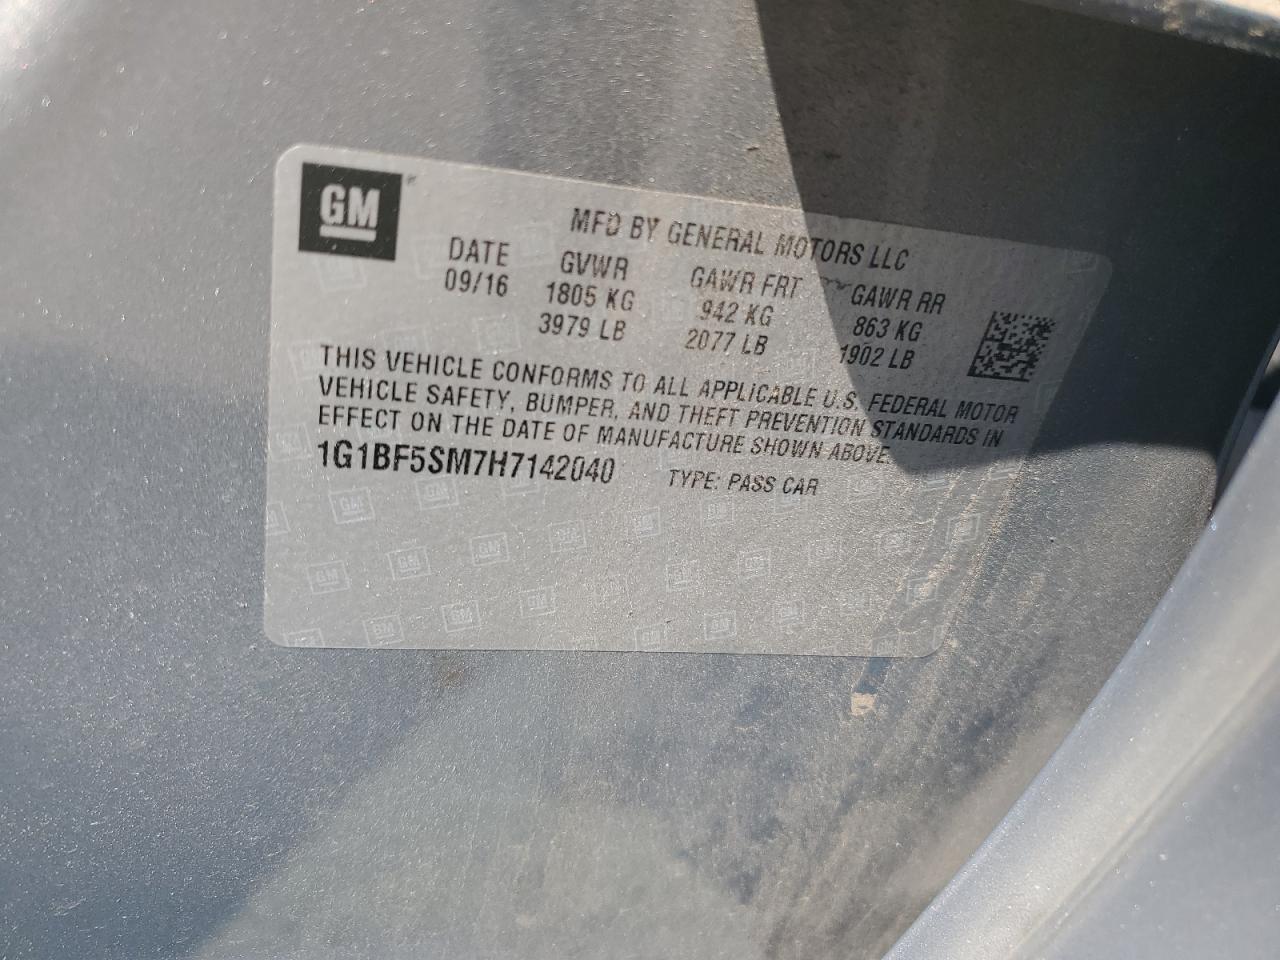 GM
MFD BY GENERAL MOTORS LLC
DATE GVWR GAWR FRT GAWR RR
09/16 1805 KG 942 KG 863 KG
3979 LB 2077 LB 1902 LB
THIS VEHICLE CONFORMS TO ALL APPLICABLE U.S. FEDERAL MOTOR
VEHICLE SAFETY, BUMPER, AND THEFT PREVENTION STANDARDS IN
EFFECT ON THE DATE OF MANUFACTURE SHOWN ABOVE.
1G1BF5SM7H7142040 TYPE: PASS CAR